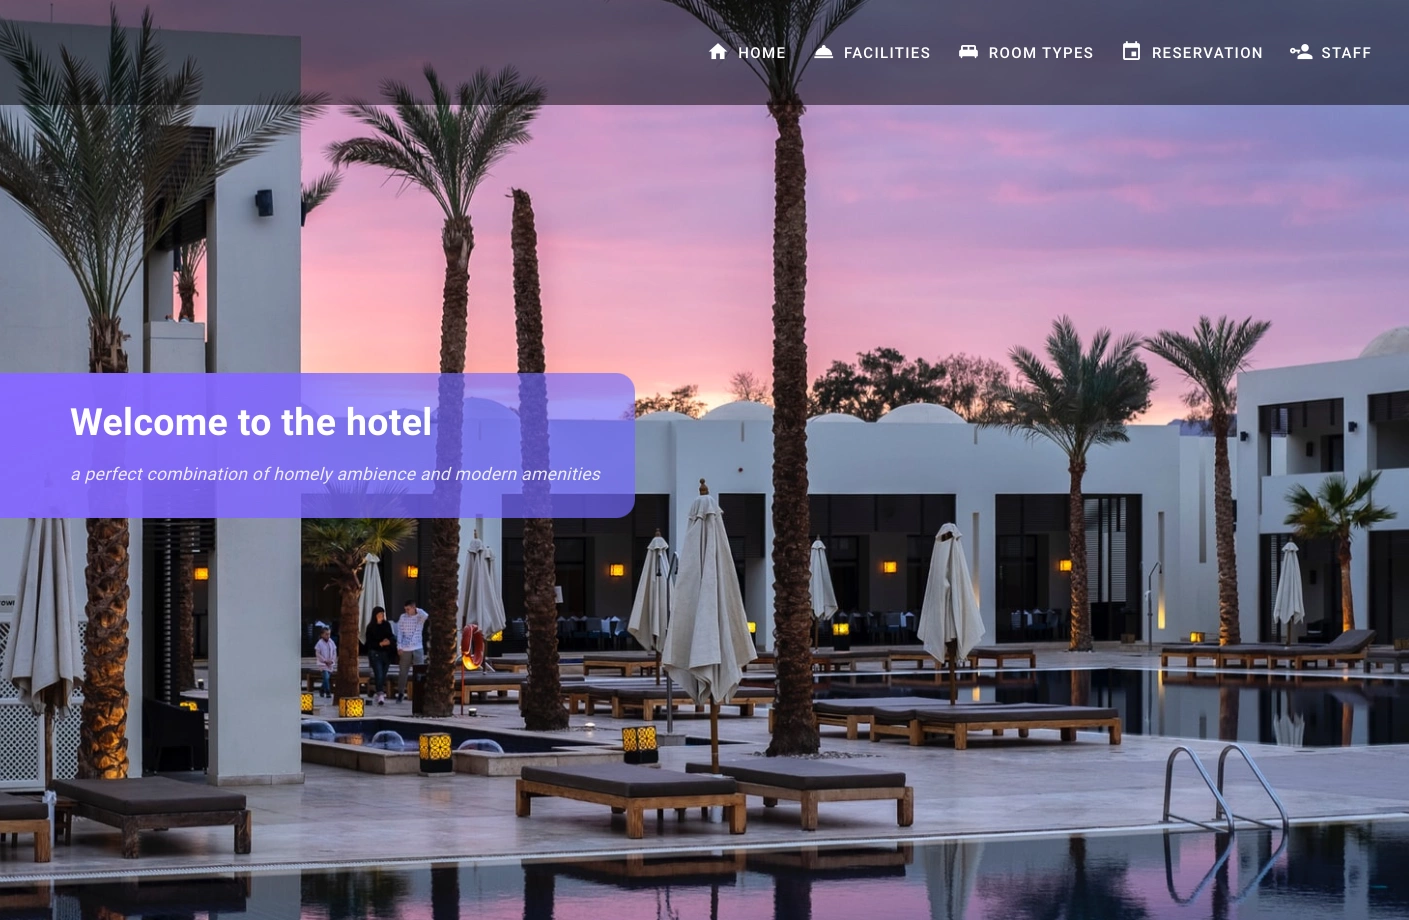 HOME FACILITIES ROOM TYPES RESERVATION STAFF
Welcome to the hotel
a perfect combination of homely ambience and modern amenities